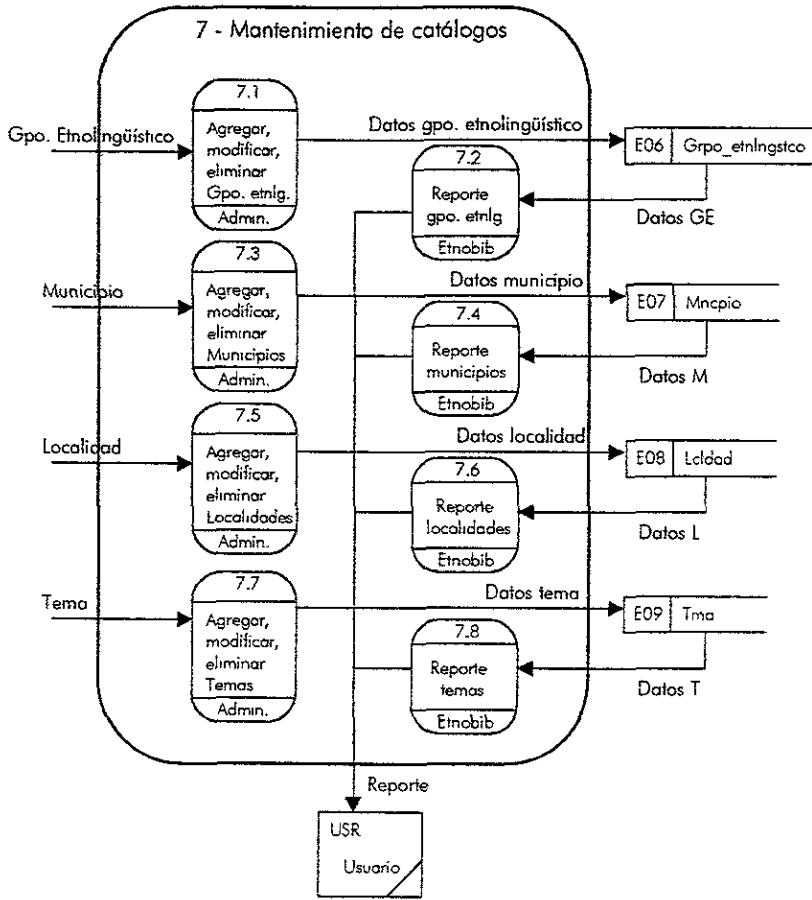 7 - Mantenimiento de catálogos
7.1
Gpo. Etnolingüístico
Agregar,
modificar,
eliminar
Gpo. etnlg.
Admin.
Datos gpo. etnolingüístico
E06 Grpo_etnlngstco
7.2
Reporte
gpo. etnlg
Etnobib
Datos GE
7.3
Municipio
Agregar,
modificar,
eliminar
Municipios
Admin.
Datos municipio
E07 Mncpio
7.4
Reporte
municipios
Etnobib
Datos M
7.5
Localidad
Agregar,
modificar,
eliminar
Localidades
Admin.
Datos localidad
E08 Lcldad
7.6
Reporte
localidades
Etnobib
Datos L
7.7
Tema
Agregar,
modificar,
eliminar
Temas
Admin.
Datos tema
E09 Tma
7.8
Reporte
temas
Etnobib
Datos T
Reporte
USR
Usuario